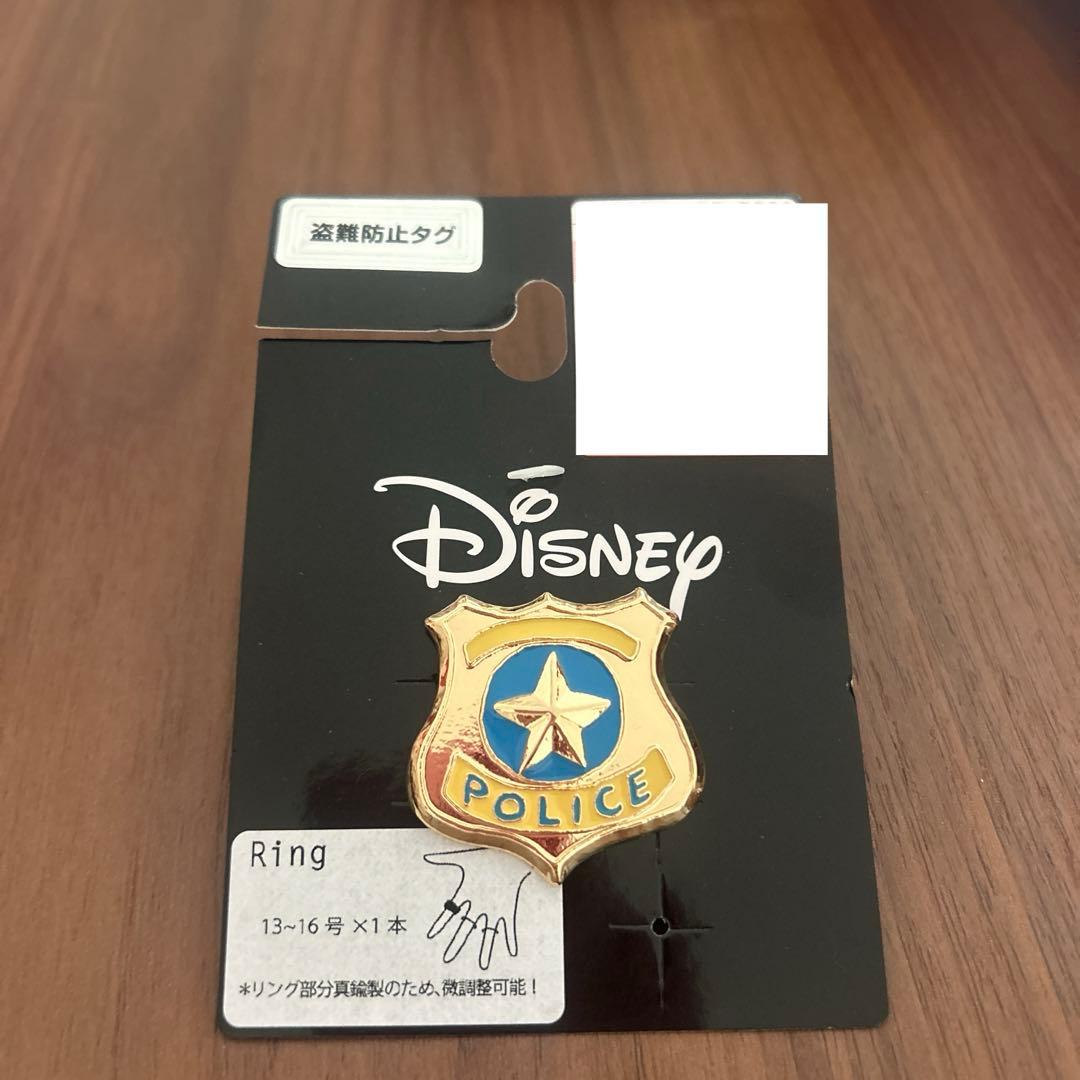 盗難防止タグ
Disney
POLICE
Ring
13~16号 ×1本
*リング部分真鍮製のため、微調整可能！